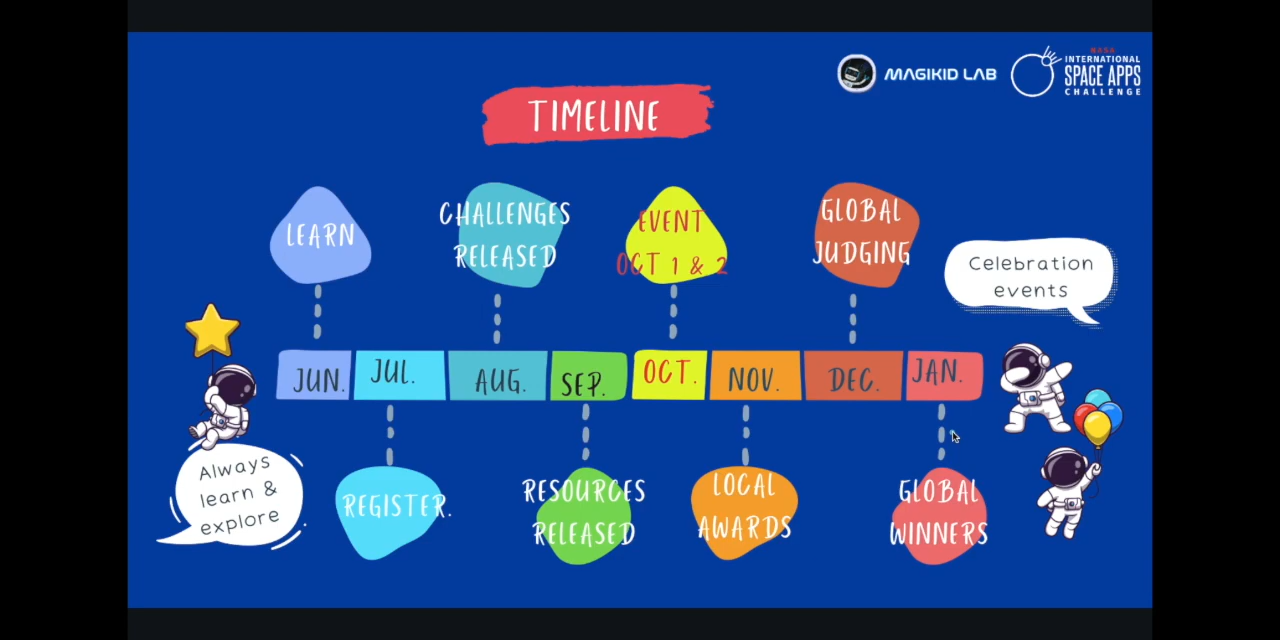 MAGIKID LAB
NASA
INTERNATIONAL
SPACE APPS
CHALLENGE
TIMELINE
LEARN
CHALLENGES
RELEASED
EVENT
OCT 1 & 2
GLOBAL
JUDGING
Celebration
events
JUN.
JUL.
AUG.
SEP.
OCT.
NOV.
DEC.
JAN.
Always
learn &
explore
REGISTER.
RESOURCES
RELEASED
LOCAL
AWARDS
GLOBAL
WINNERS